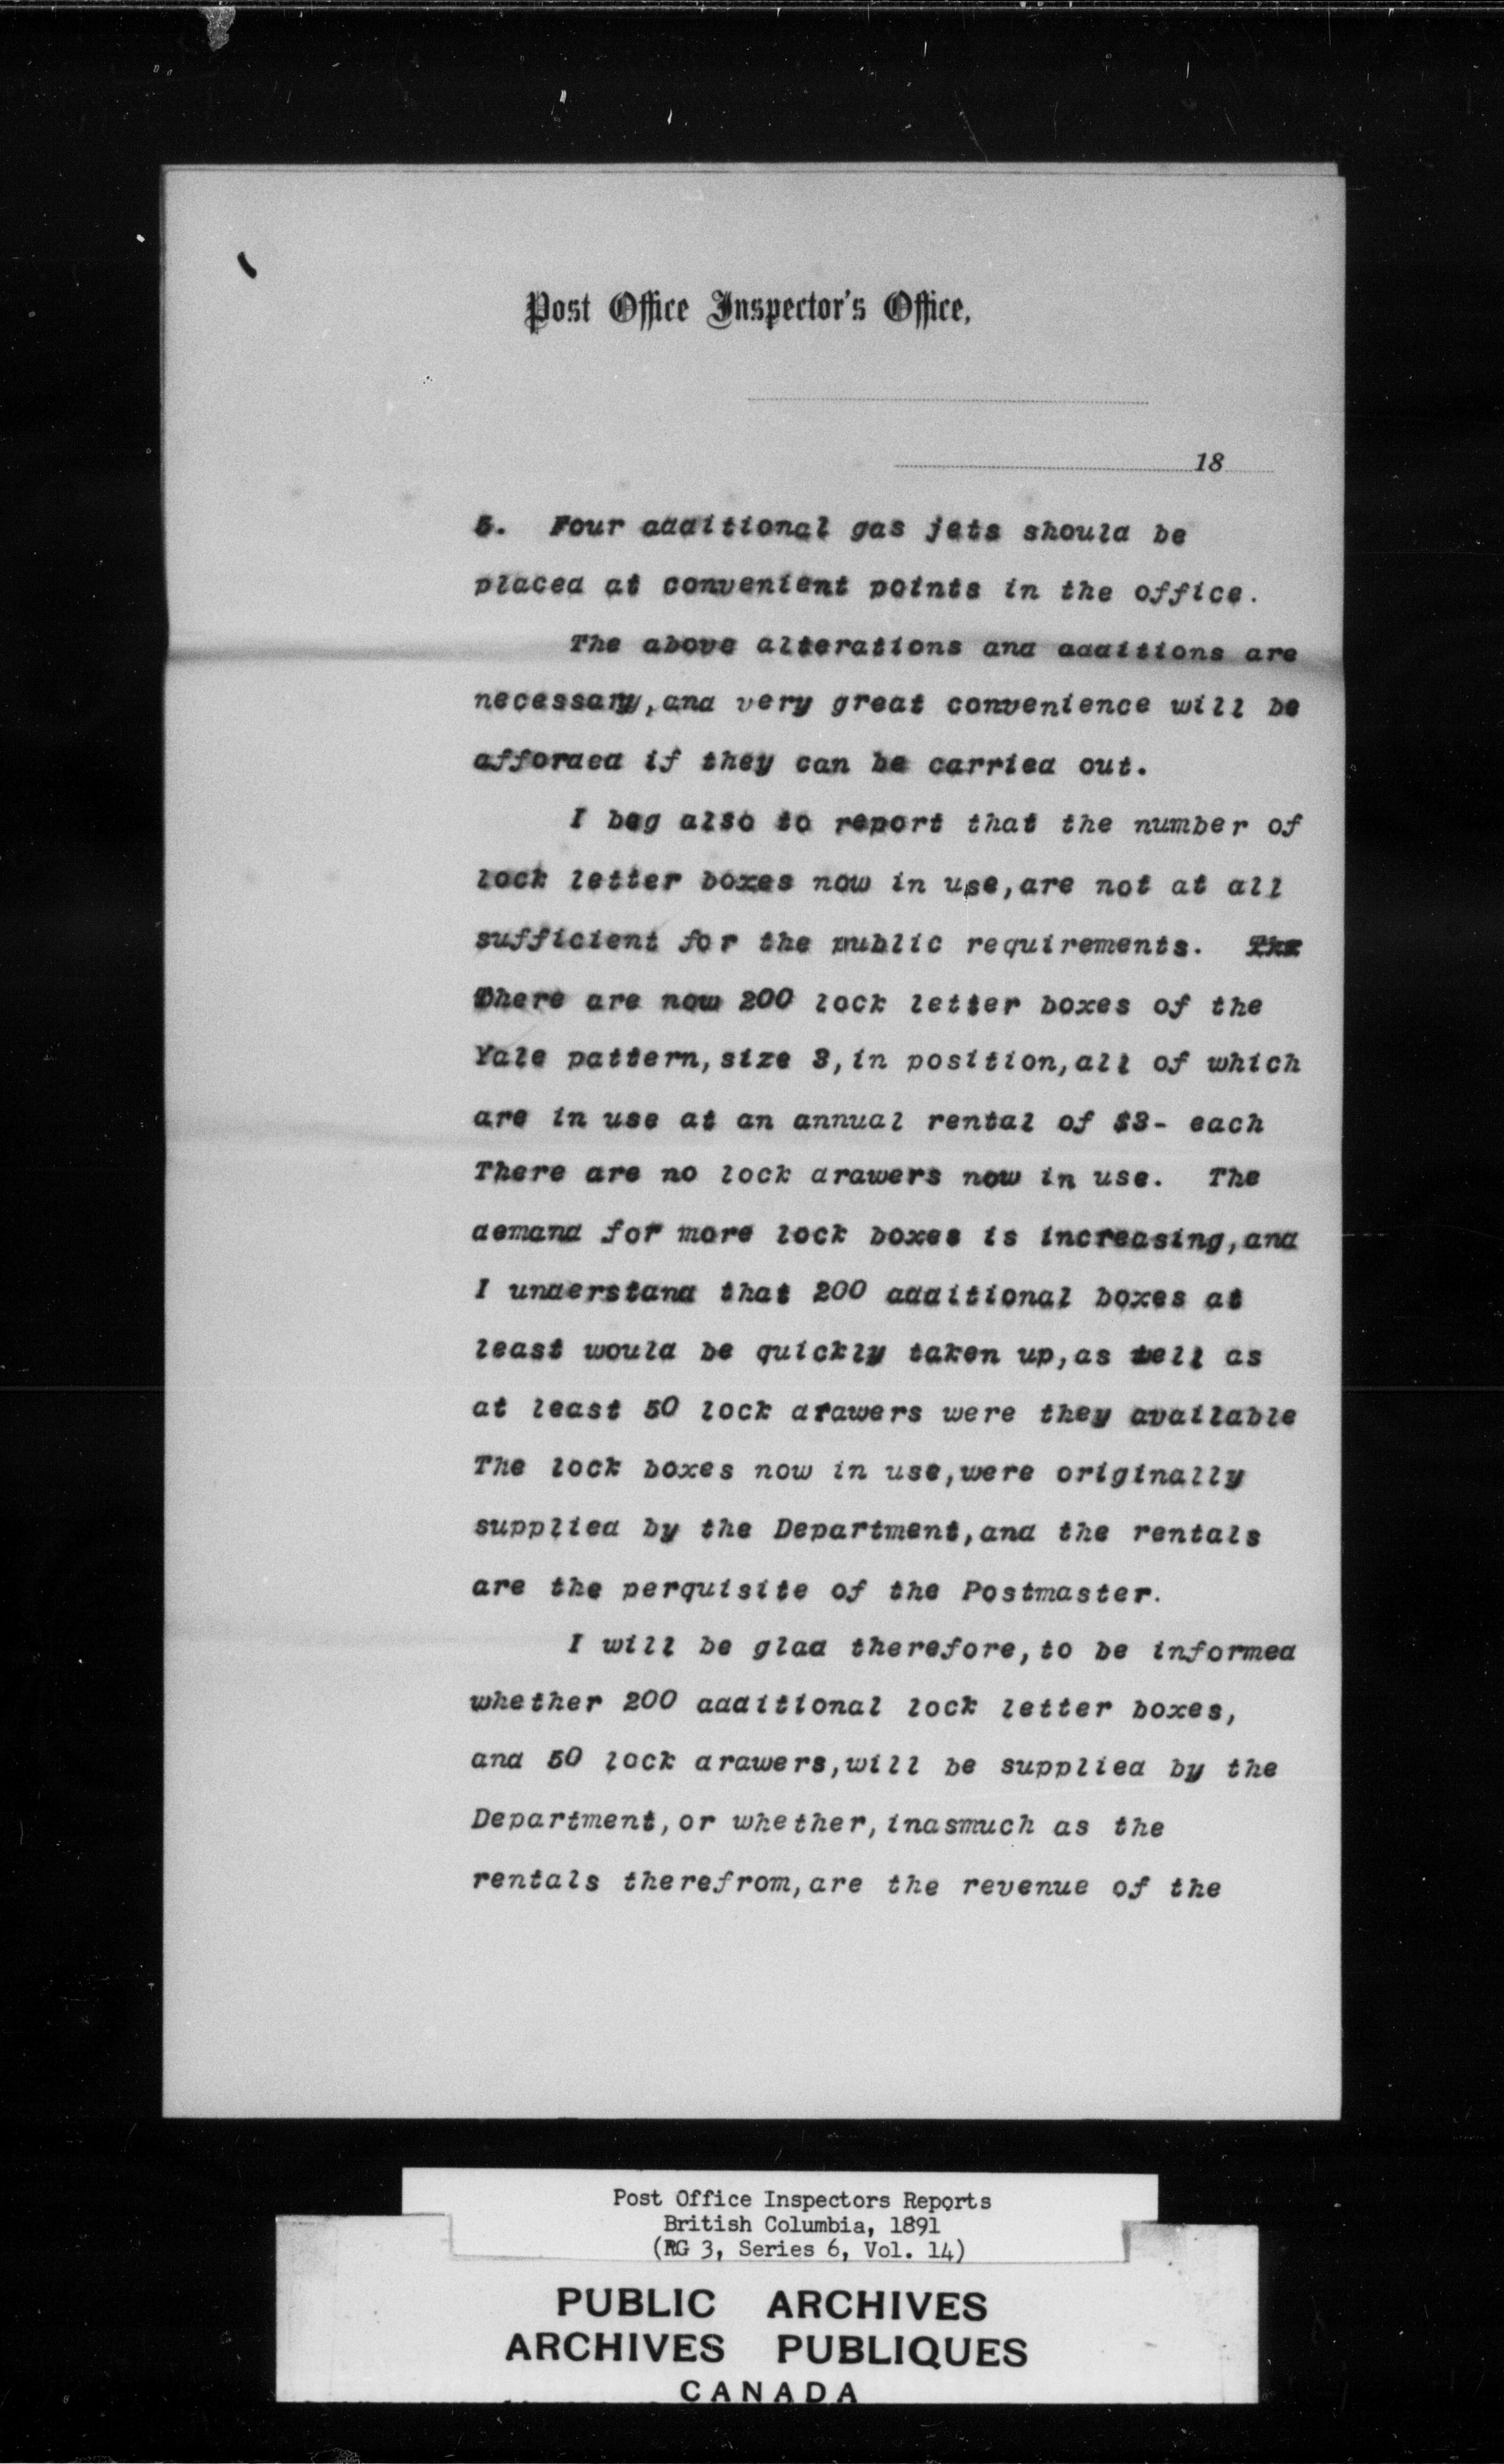 Post Office Inspector's Office,
18
5. Four additional gas jets should be
placed at convenient points in the office.
The above alterations and additions are
necessary, and very great convenience will be
afforded if they can be carried out.
I beg also to report that the number of
lock letter boxes now in use, are not at all
sufficient for the public requirements. The
There are now 200 lock letter boxes of the
Yale pattern, size 3, in position, all of which
are in use at an annual rental of $3- each
There are no lock drawers now in use. The
demand for more lock boxes is increasing, and
I understand that 200 additional boxes at
least would be quickly taken up, as well as
at least 50 lock drawers were they available
The lock boxes now in use, were originally
supplied by the Department, and the rentals
are the perquisite of the Postmaster.
I will be glad therefore, to be informed
whether 200 additional lock letter boxes,
and 50 lock drawers, will be supplied by the
Department, or whether, inasmuch as the
rentals therefrom, are the revenue of the
Post Office Inspectors Reports
British Columbia, 1891
(RG 3, Series 6, Vol. 14)
PUBLIC ARCHIVES
ARCHIVES PUBLIQUES
CANADA